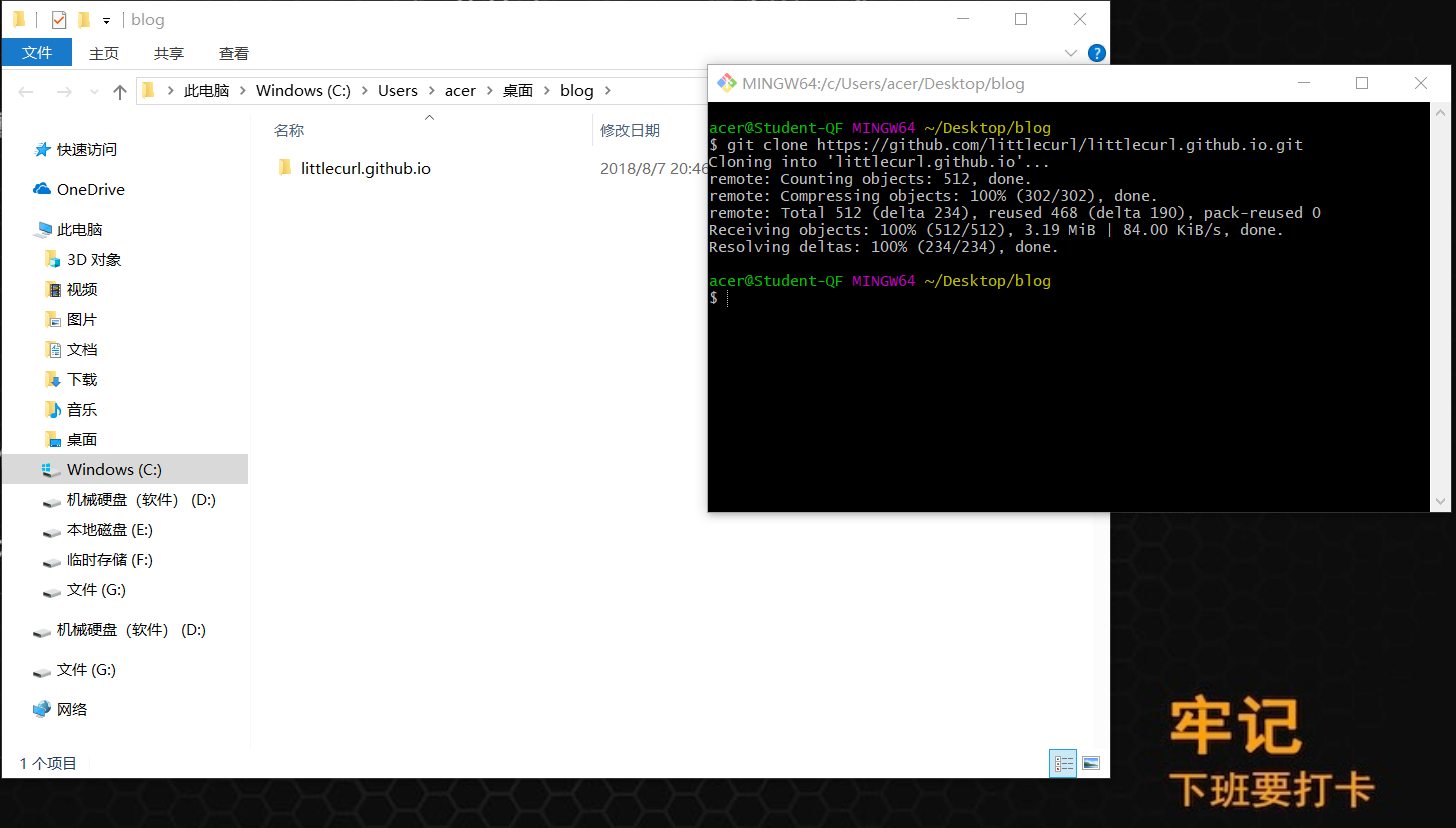 blog
文件 主页 共享 查看
此电脑 Windows (C:) Users acer 桌面 blog
名称 修改日期
littlecurl.github.io 2018/8/7 20:46
快速访问
OneDrive
此电脑
3D 对象
视频
图片
文档
下载
音乐
桌面
Windows (C:)
机械硬盘（软件） (D:)
本地磁盘 (E:)
临时存储 (F:)
文件 (G:)
机械硬盘（软件） (D:)
文件 (G:)
网络
1 个项目
MINGW64:/c/Users/acer/Desktop/blog
acer@Student-QF MINGW64 ~/Desktop/blog
$ git clone https://github.com/littlecurl/littlecurl.github.io.git
Cloning into 'littlecurl.github.io'...
remote: Counting objects: 512, done.
remote: Compressing objects: 100% (302/302), done.
remote: Total 512 (delta 234), reused 468 (delta 190), pack-reused 0
Receiving objects: 100% (512/512), 3.19 MiB | 84.00 KiB/s, done.
Resolving deltas: 100% (234/234), done.
acer@Student-QF MINGW64 ~/Desktop/blog
$
牢记
下班要打卡